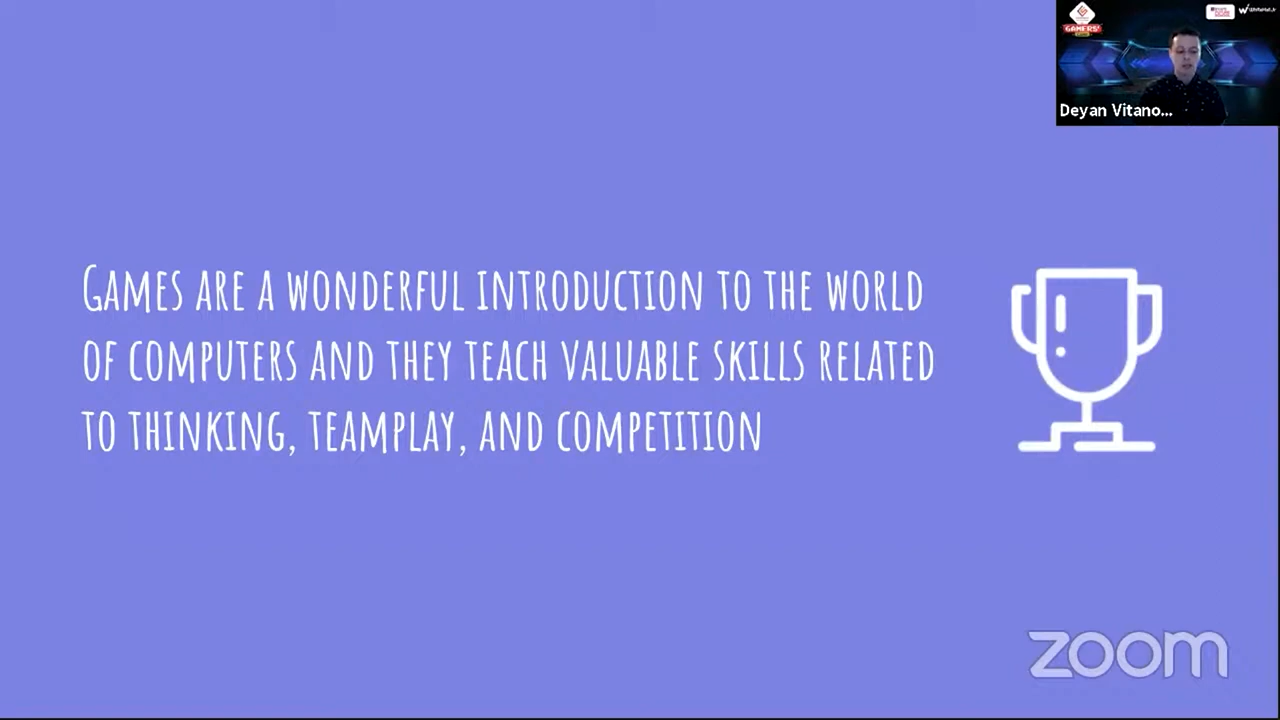 GAMERS'
Deyan Vitano...
GAMES ARE A WONDERFUL INTRODUCTION TO THE WORLD
OF COMPUTERS AND THEY TEACH VALUABLE SKILLS RELATED
TO THINKING, TEAMPLAY, AND COMPETITION
zoom